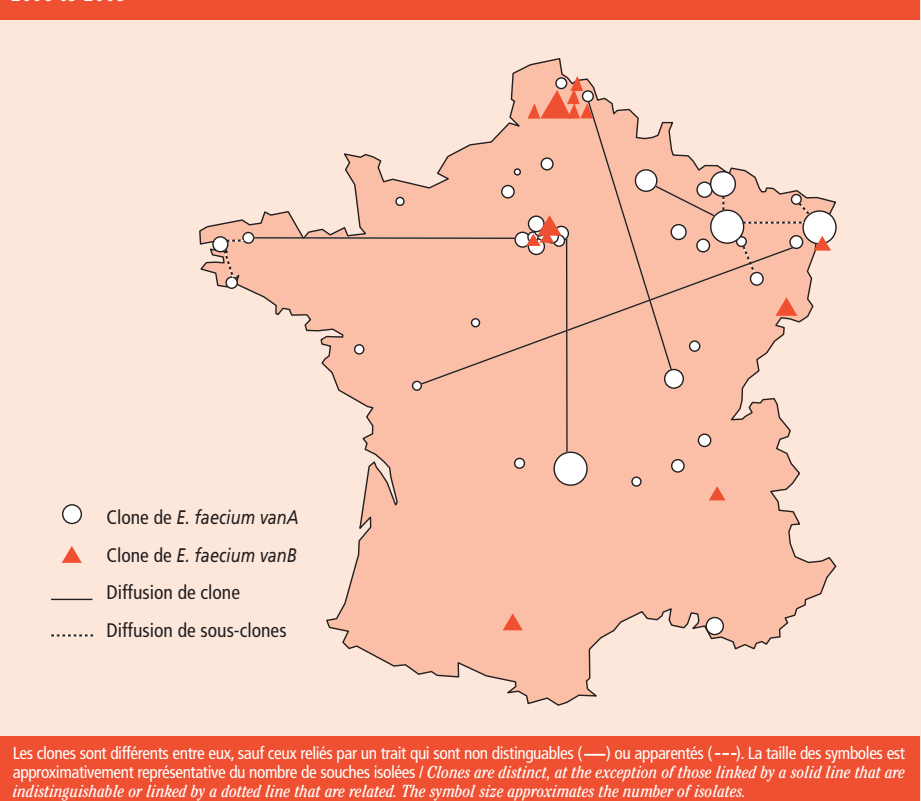 Clone de E. faecium vanA
Clone de E. faecium vanB
Diffusion de clone
Diffusion de sous-clones
Les clones sont différents entre eux, sauf ceux reliés par un trait qui sont non distinguables (—) ou apparentés (---). La taille des symboles est
approximativement représentative du nombre de souches isolées / Clones are distinct, at the exception of those linked by a solid line that are
indistinguishable or linked by a dotted line that are related. The symbol size approximates the number of isolates.